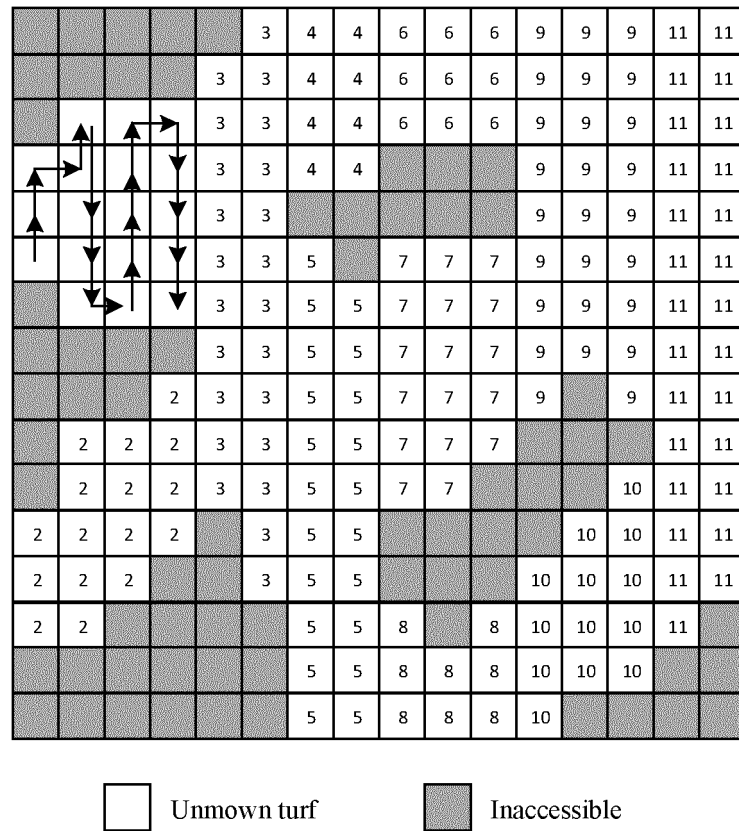 3 4 4 6 6 6 9 9 9 11 11
3 3 4 4 6 6 6 9 9 9 11 11
3 3 4 4 6 6 6 9 9 9 11 11
3 3 4 4 9 9 9 11 11
3 3 9 9 9 11 11
3 3 5 7 7 7 9 9 9 11 11
3 3 5 5 7 7 7 9 9 9 11 11
3 3 5 5 7 7 7 9 9 9 11 11
2 3 3 5 5 7 7 7 9 9 11 11
2 2 2 3 3 5 5 7 7 7 11 11
2 2 2 3 3 5 5 7 7 10 11 11
2 2 2 2 3 5 5 10 10 11 11
2 2 2 3 5 5 10 10 10 11 11
2 2 5 5 8 8 10 10 10 11
5 5 8 8 8 10 10 10
5 5 8 8 8 10
Unmown turf Inaccessible